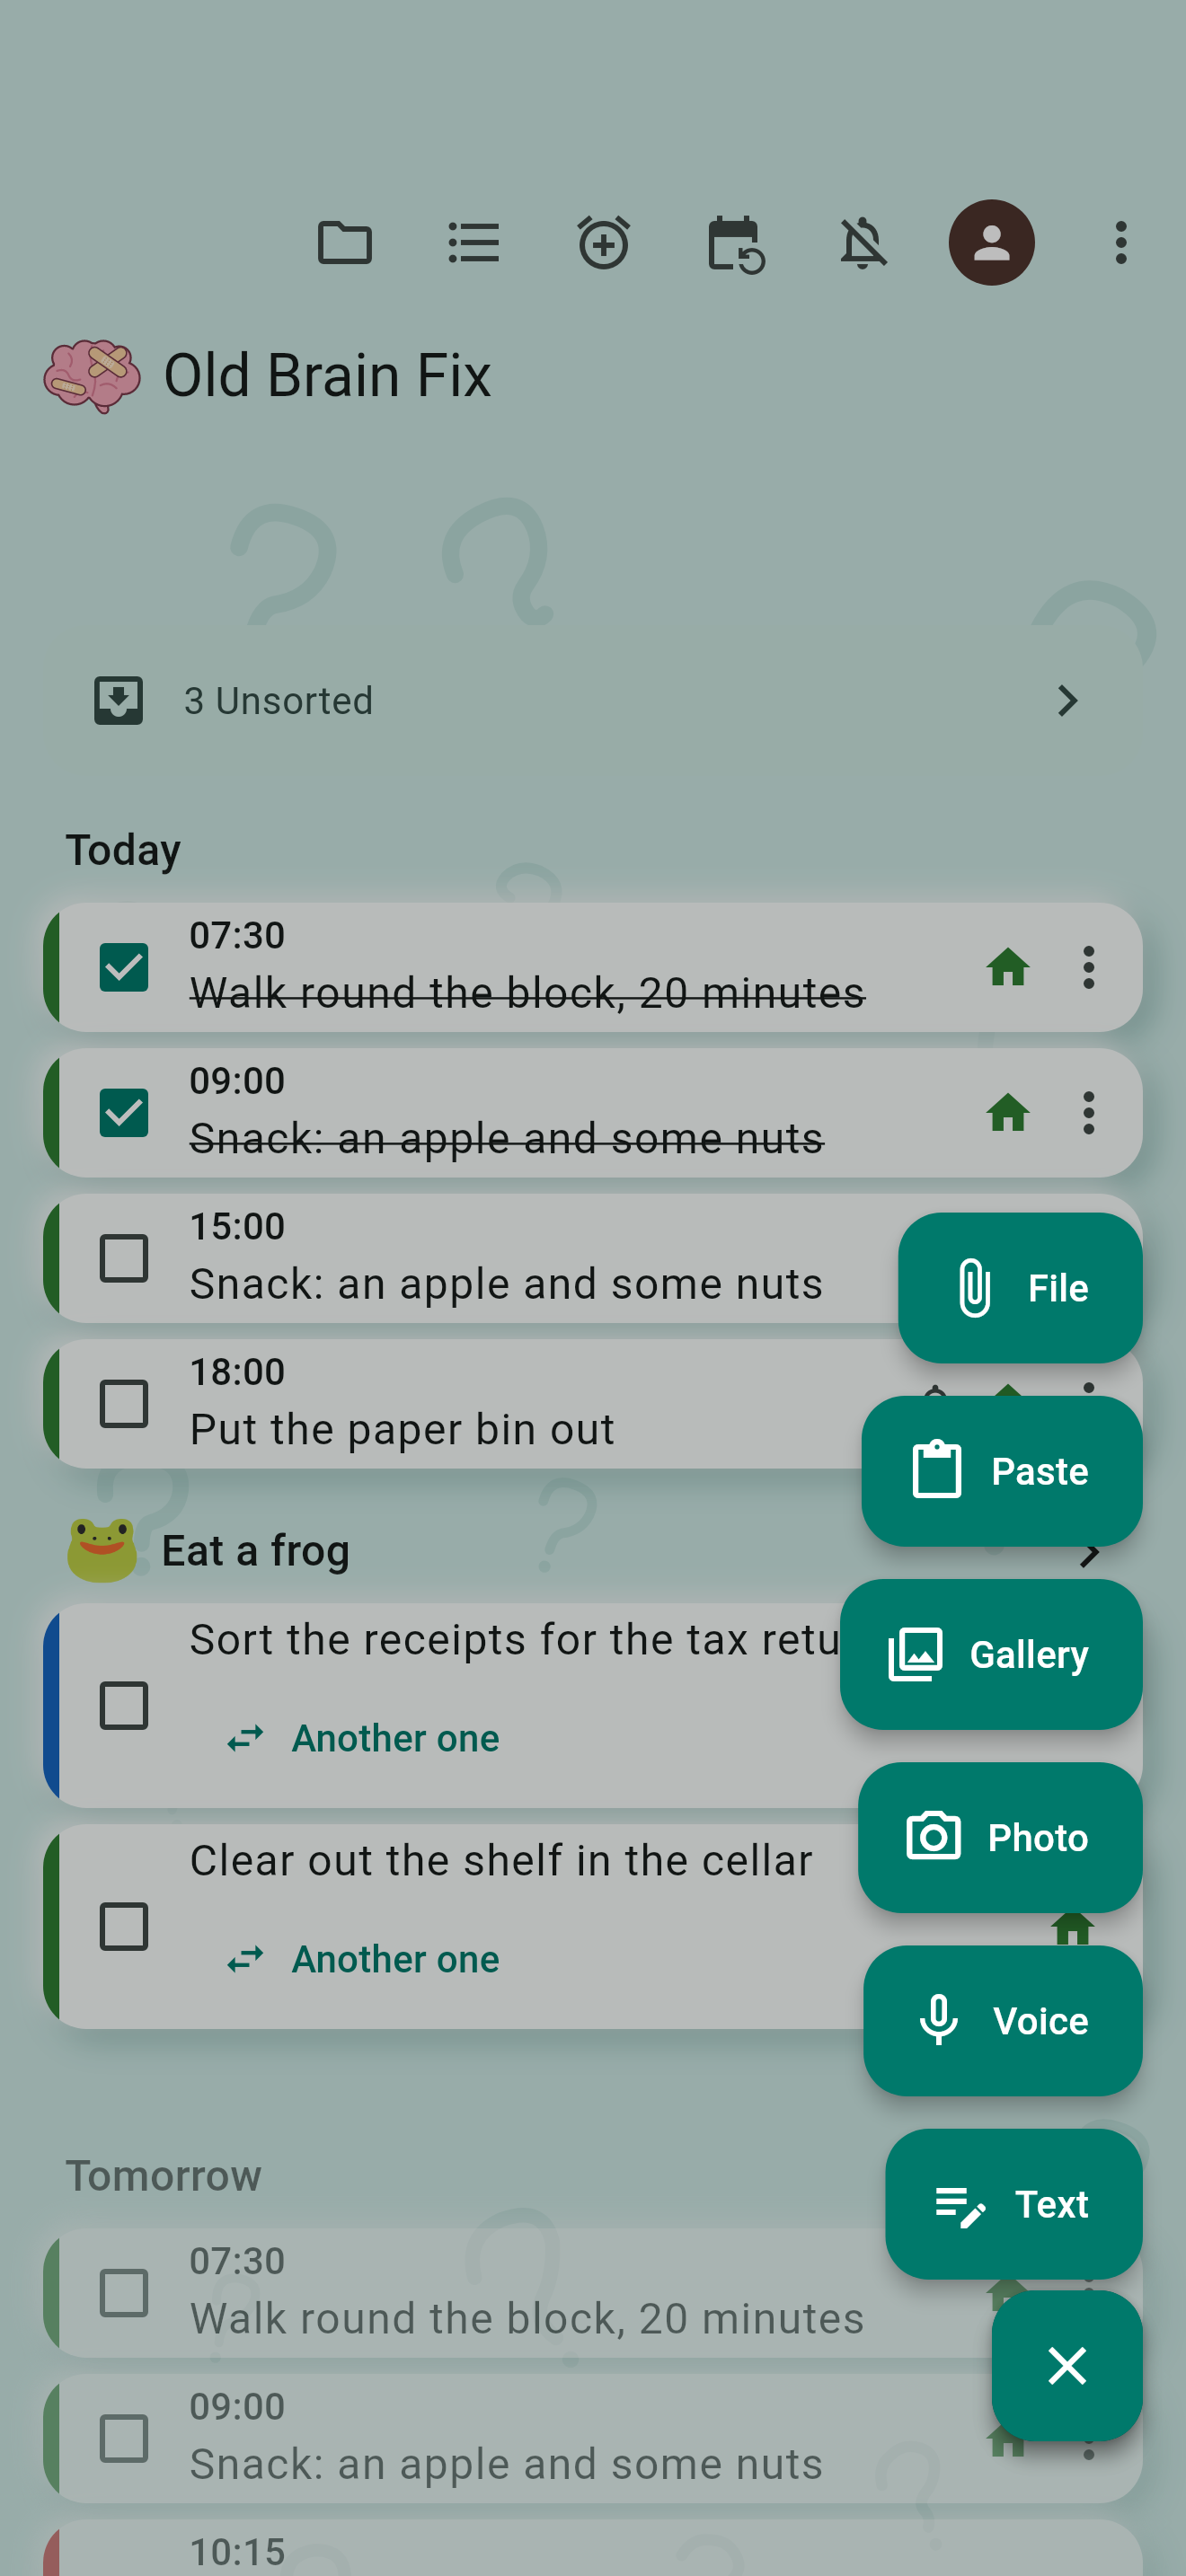 Old Brain Fix
3 Unsorted
Today
07:30
Walk round the block, 20 minutes
09:00
Snack: an apple and some nuts
15:00
Snack: an apple and some nuts
File
18:00
Put the paper bin out
Paste
Eat a frog
Sort the receipts for the tax retu
Gallery
Another one
Photo
Clear out the shelf in the cellar
Another one
Voice
Tomorrow
Text
07:30
Walk round the block, 20 minutes
09:00
Snack: an apple and some nuts
10:15